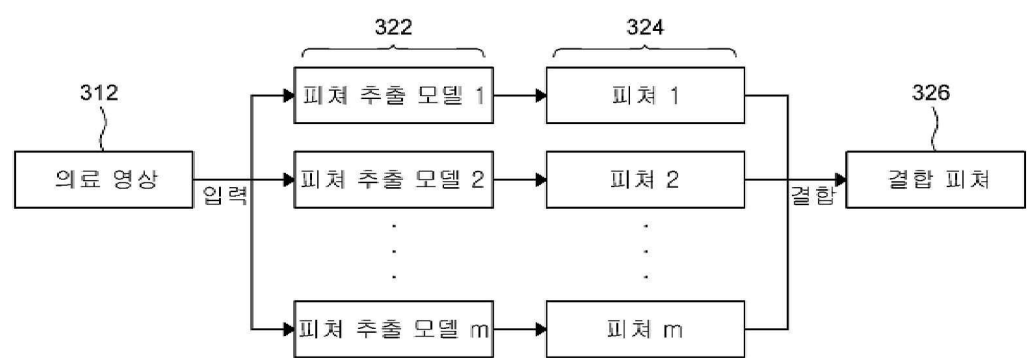 322
324
312
326
피쳐 추출 모델 1
피쳐 1
의료 영상
입력
피쳐 추출 모델 2
피쳐 2
결합
결합 피쳐
피쳐 추출 모델 m
피쳐 m